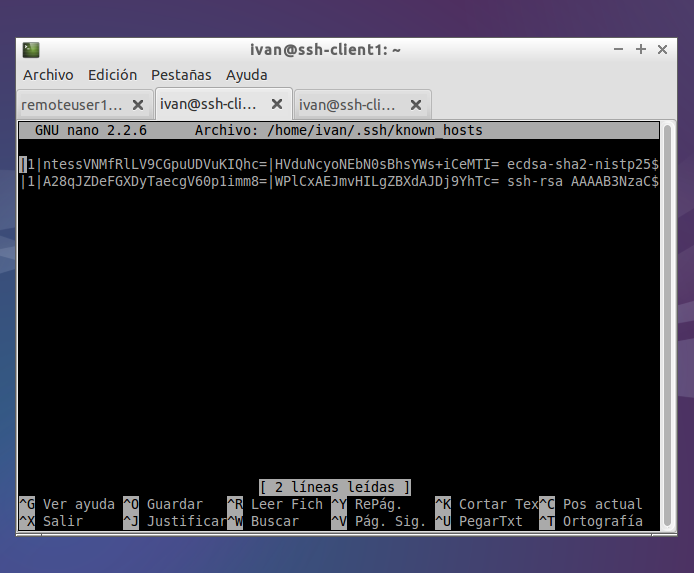 ivan@ssh-client1: ~
Archivo Edición Pestañas Ayuda
remoteuser1... ivan@ssh-cli... ivan@ssh-cli...
GNU nano 2.2.6 Archivo: /home/ivan/.ssh/known_hosts
|1|ntessVNMfRlLV9CGpuUDVuKIQhc=|HVduNcyoNEbN0sBhsYWs+iCeMTI= ecdsa-sha2-nistp25$
|1|A28qJZDeFGXDyTaecgV60p1imm8=|WPlCxAEJmvHILgZBXdAJDj9YhTc= ssh-rsa AAAAB3NzaC$
[ 2 líneas leídas ]
^G Ver ayuda ^O Guardar ^R Leer Fich ^Y RePág. ^K Cortar Tex ^C Pos actual
^X Salir ^J Justificar ^W Buscar ^V Pág. Sig. ^U PegarTxt ^T Ortografía